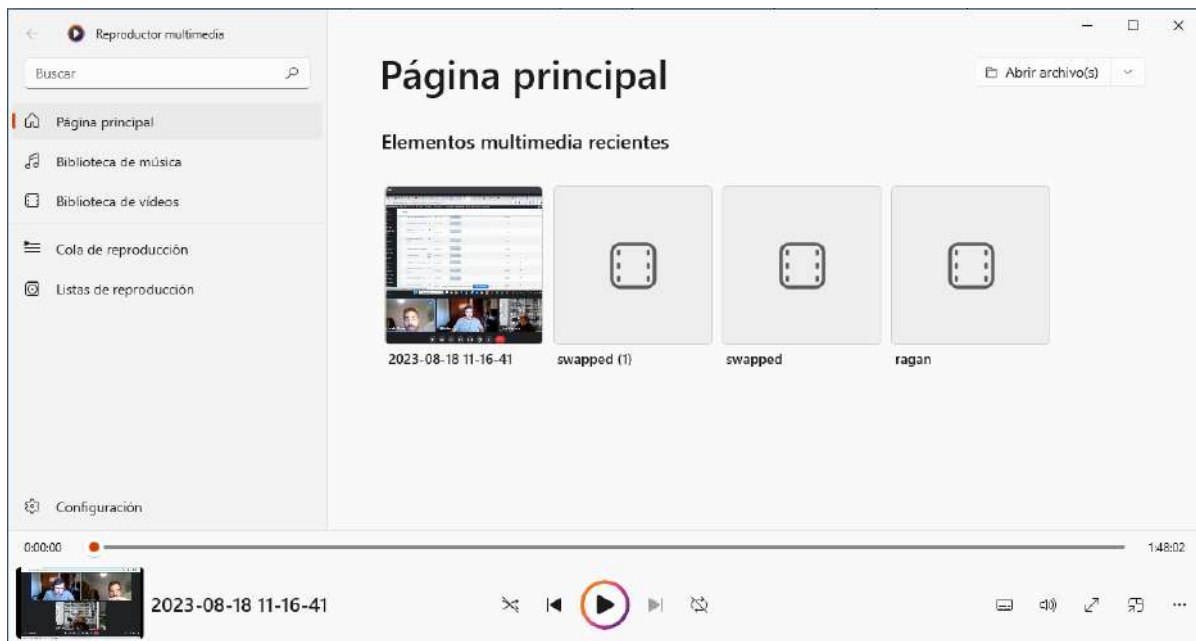 Reproductor multimedia
Buscar
Página principal
Biblioteca de música
Biblioteca de vídeos
Cola de reproducción
Listas de reproducción
Configuración
Página principal
Abrir archivo(s)
Elementos multimedia recientes
2023-08-18 11-16-41
swapped (1)
swapped
ragan
0:00:00
1:48:02
2023-08-18 11-16-41